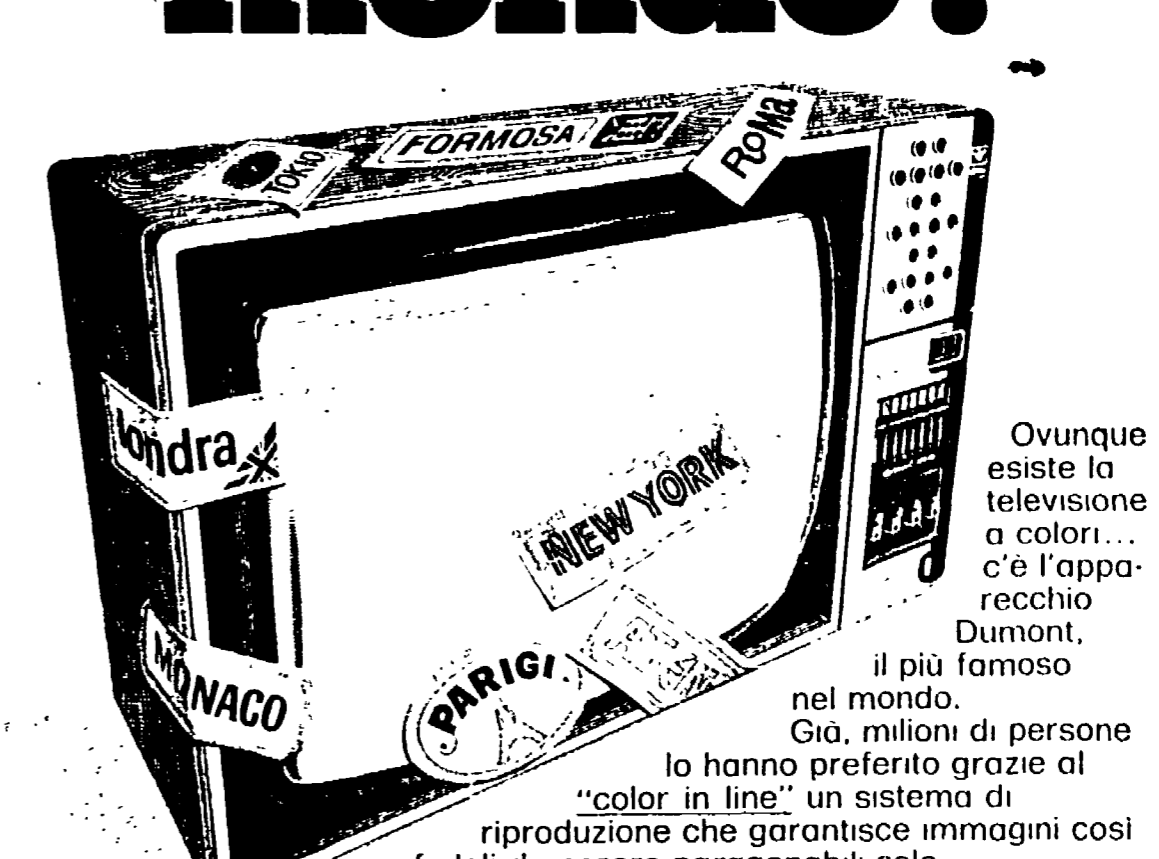 mondo!
TOKIO
FORMOSA
ROMA
londra
NEW YORK
MONACO
PARIGI
Ovunque
esiste la
televisione
a colori...
c'è l'appa-
recchio
Dumont,
il più famoso
nel mondo.
Già, milioni di persone
lo hanno preferito grazie al
"color in line" un sistema di
riproduzione che garantisce immagini così